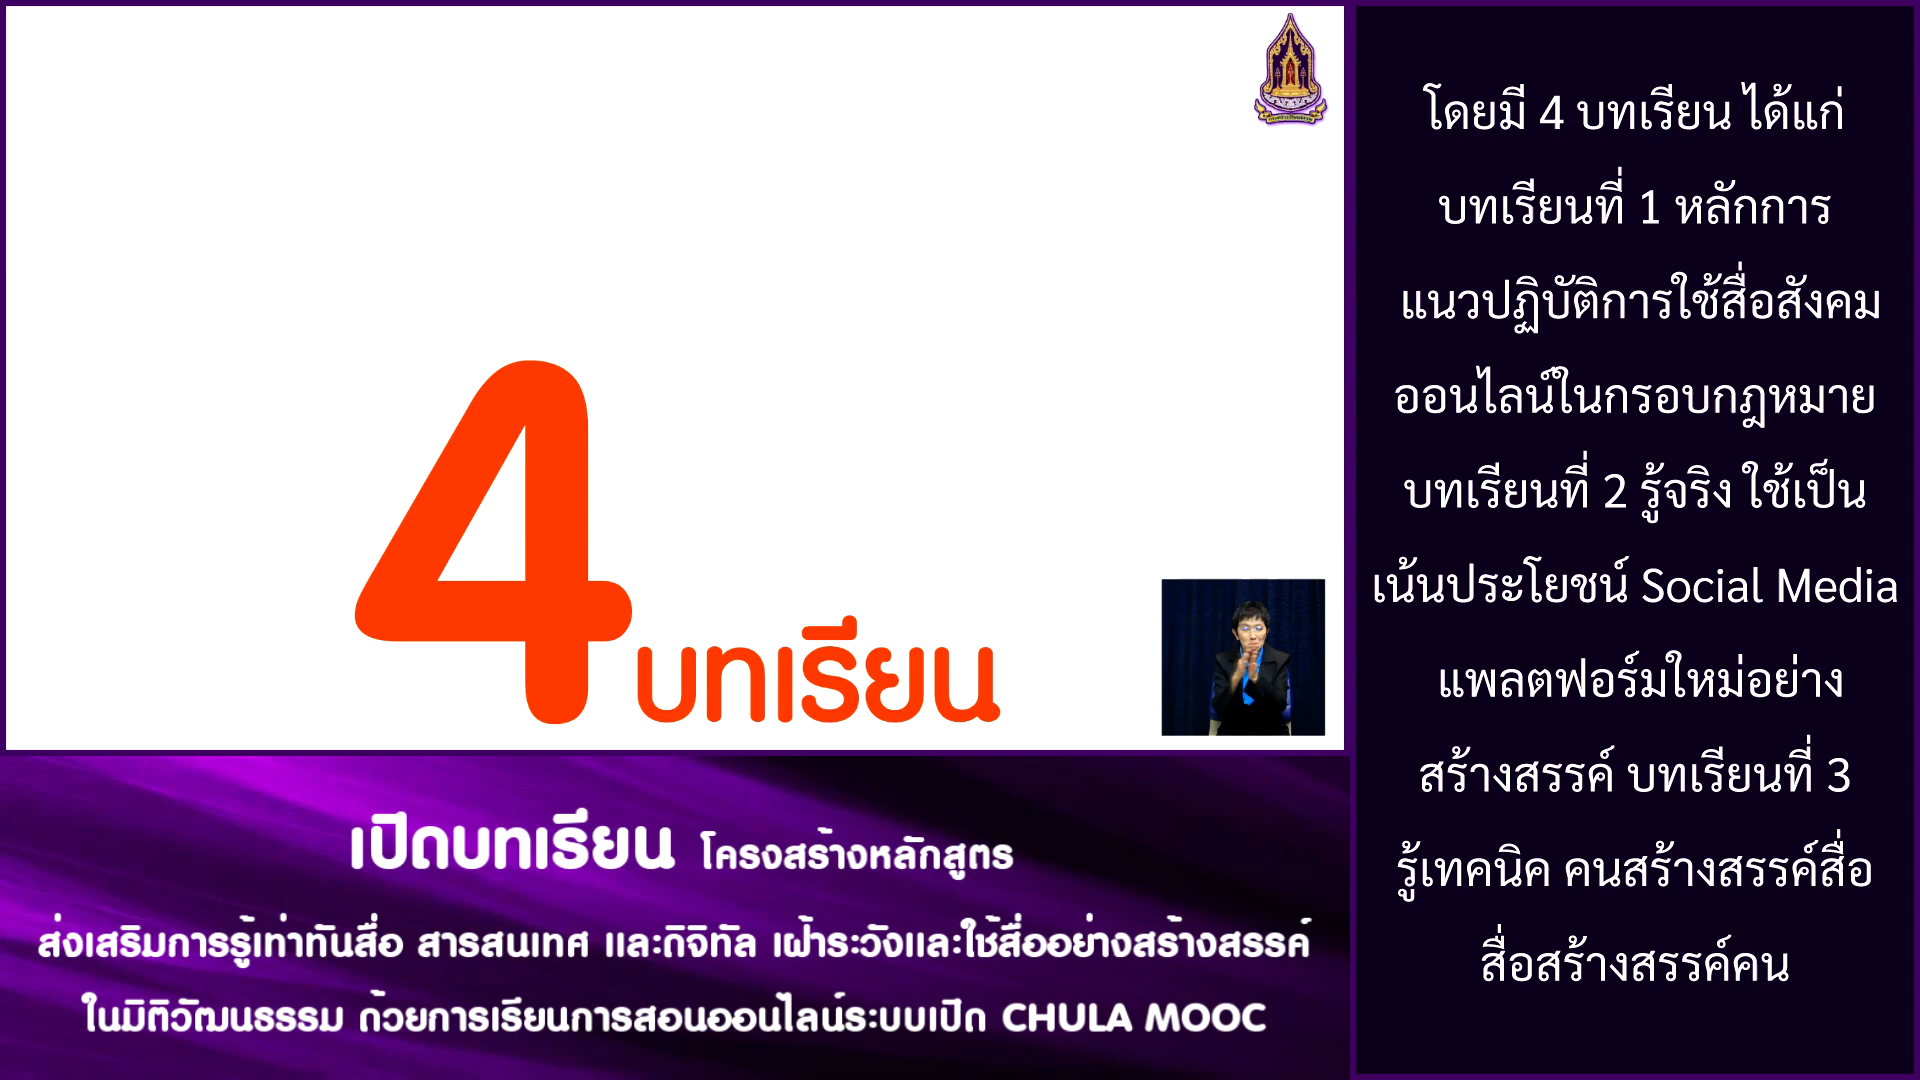 4 บทเรียน
โดยมี 4 บทเรียน ได้แก่
บทเรียนที่ 1 หลักการ
แนวปฏิบัติการใช้สื่อสังคม
ออนไลน์ในกรอบกฎหมาย
บทเรียนที่ 2 รู้จริง ใช้เป็น
เน้นประโยชน์ Social Media
แพลตฟอร์มใหม่อย่าง
สร้างสรรค์ บทเรียนที่ 3
รู้เทคนิค คนสร้างสรรค์สื่อ
สื่อสร้างสรรค์คน
เปิดบทเรียน โครงสร้างหลักสูตร
ส่งเสริมการรู้เท่าทันสื่อ สารสนเทศ และดิจิทัล เฝ้าระวังและใช้สื่ออย่างสร้างสรรค์
ในมิติวัฒนธรรม ด้วยการเรียนการสอนออนไลน์ระบบเปิด CHULA MOOC